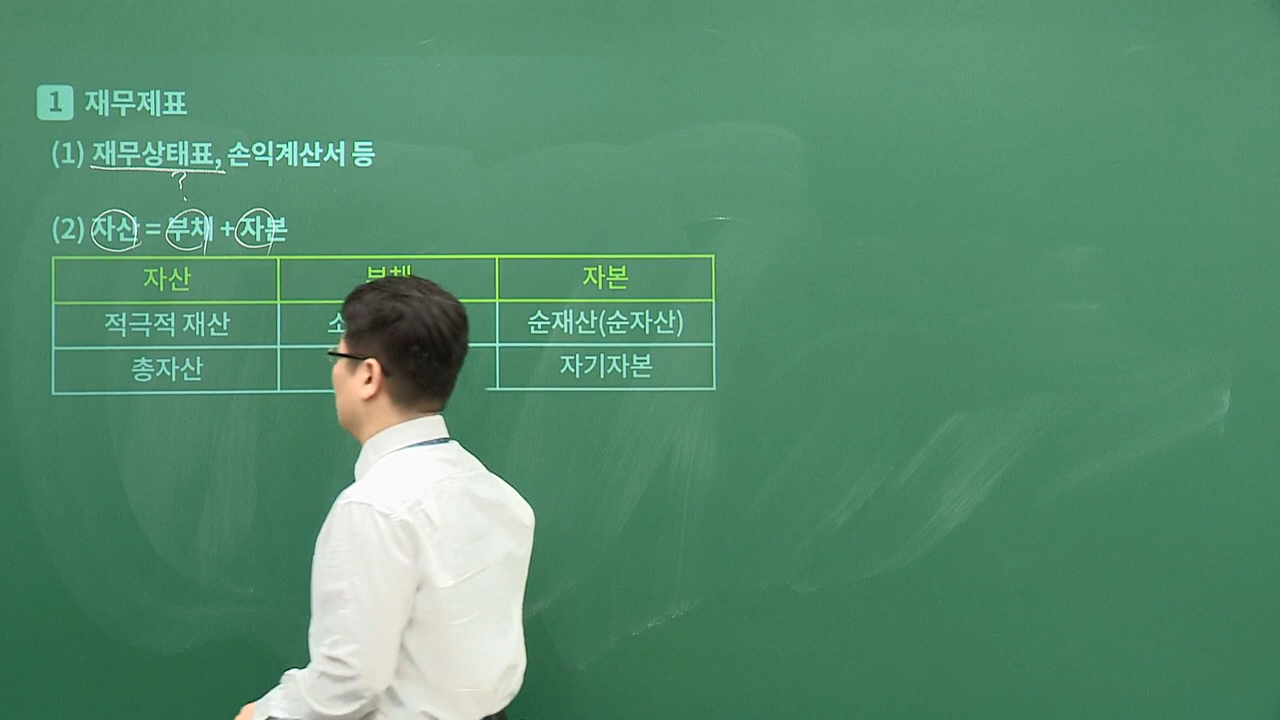 1 재무제표
(1) 재무상태표, 손익계산서 등
?
(2) 자산 = 부채 + 자본
자산 부채 자본
적극적 재산 순재산(순자산)
총자산 자기자본